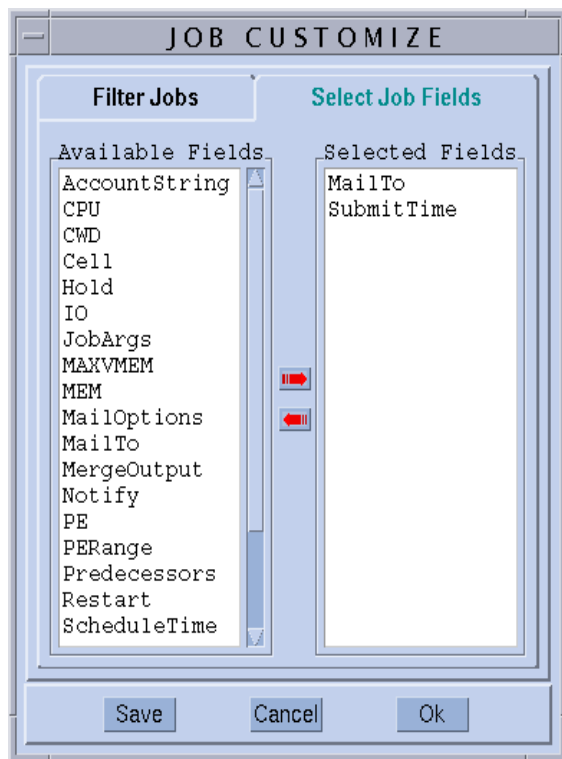 JOB CUSTOMIZE
Filter Jobs
Select Job Fields
Available Fields
AccountString
CPU
CWD
Cell
Hold
IO
JobArgs
MAXVMEM
MEM
MailOptions
MailTo
MergeOutput
Notify
PE
PERange
Predecessors
Restart
ScheduleTime
Selected Fields
MailTo
SubmitTime
Save
Cancel
Ok